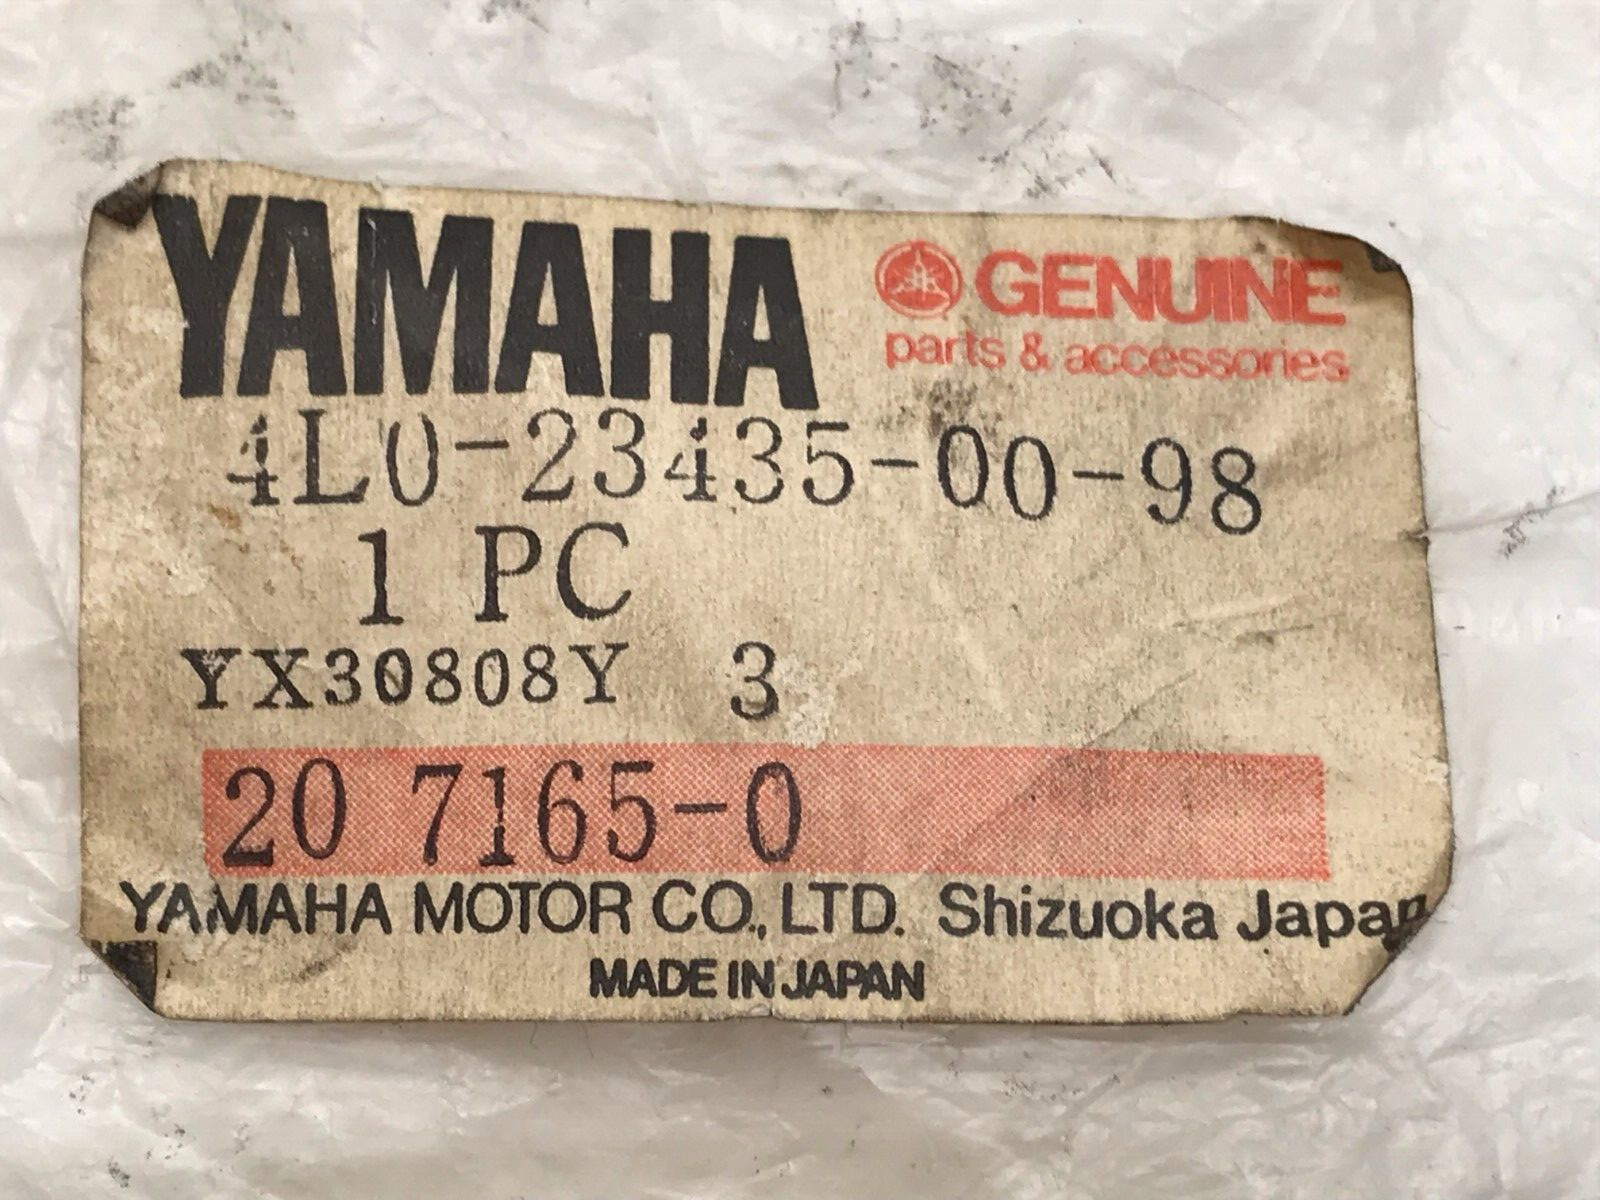 YAMAHA GENUINE
parts & accessories
4L0-23435-00-98
1 PC
YX30808Y 3
20 7165-0
YAMAHA MOTOR CO., LTD. Shizuoka Japan
MADE IN JAPAN